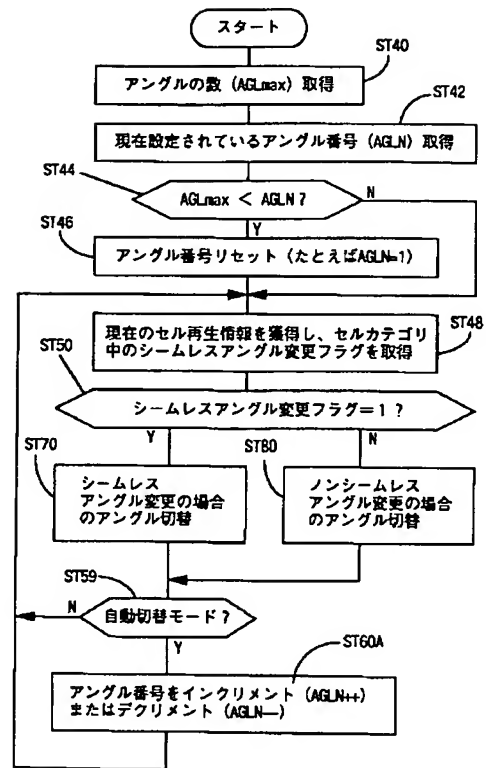 スタート
ST40
アングルの数（AGLmax）取得
ST42
現在設定されているアングル番号（AGLN）取得
ST44
AGLmax ＜ AGLN？
N
Y
ST46
アングル番号リセット（たとえばAGLN=1）
ST48
現在のセル再生情報を獲得し、セルカテゴリ
中のシームレスアングル変更フラグを取得
ST50
シームレスアングル変更フラグ＝1？
Y
N
ST70
シームレス
アングル変更の場合
のアングル切替
ST80
ノンシームレス
アングル変更の場合
のアングル切替
ST59
N
自動切替モード？
Y
ST60A
アングル番号をインクリメント（AGLN++）
またはデクリメント（AGLN--）